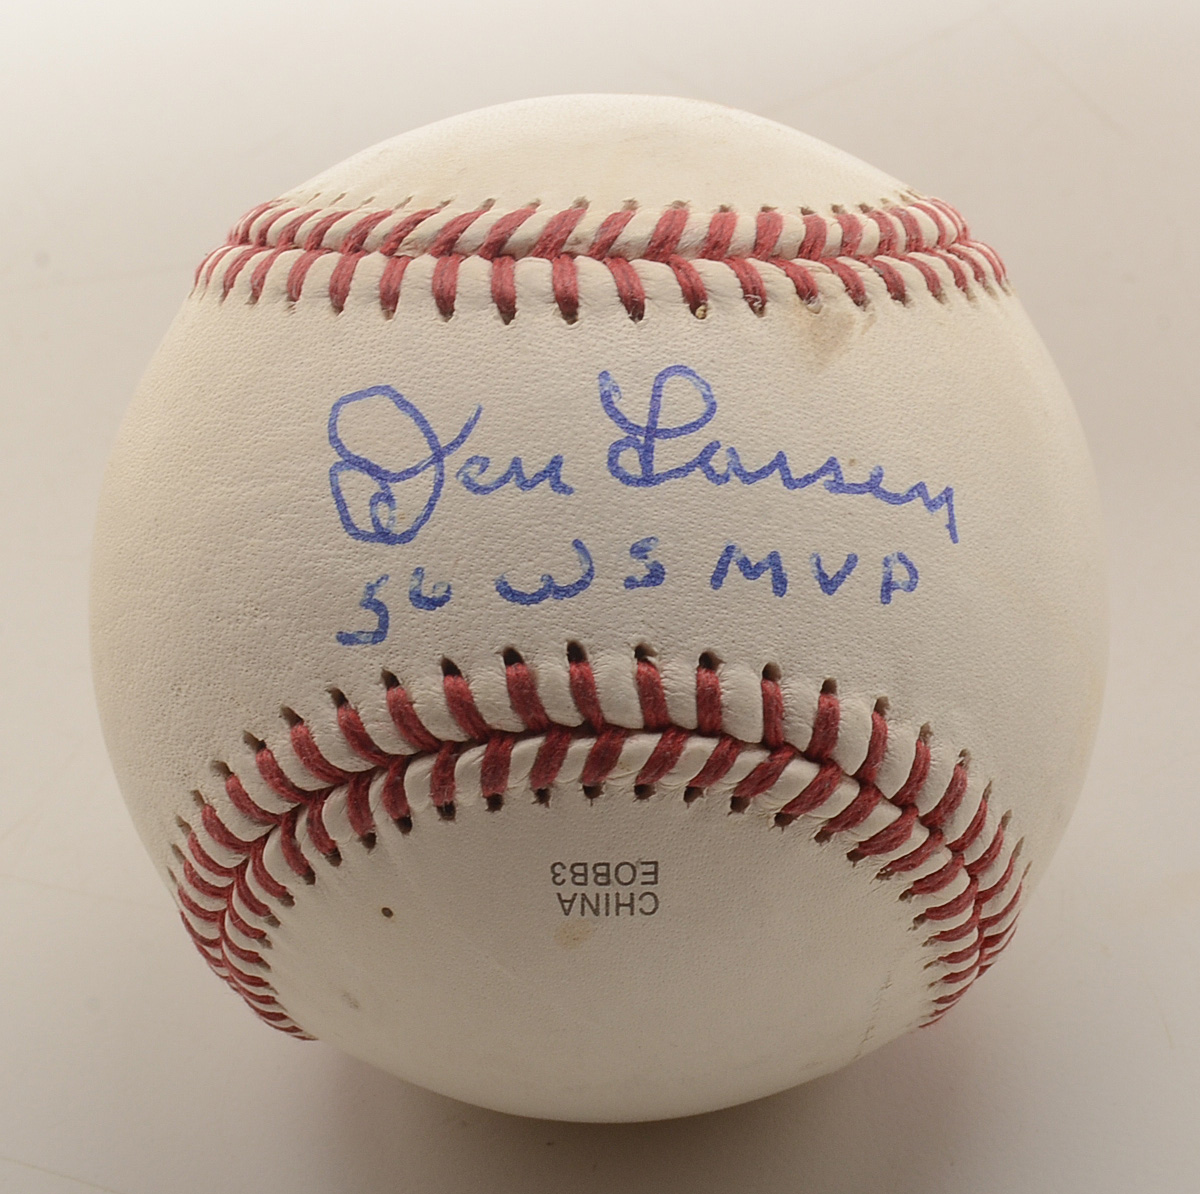 Don Larsen
56 WS MVP
CHINA
EOBB3